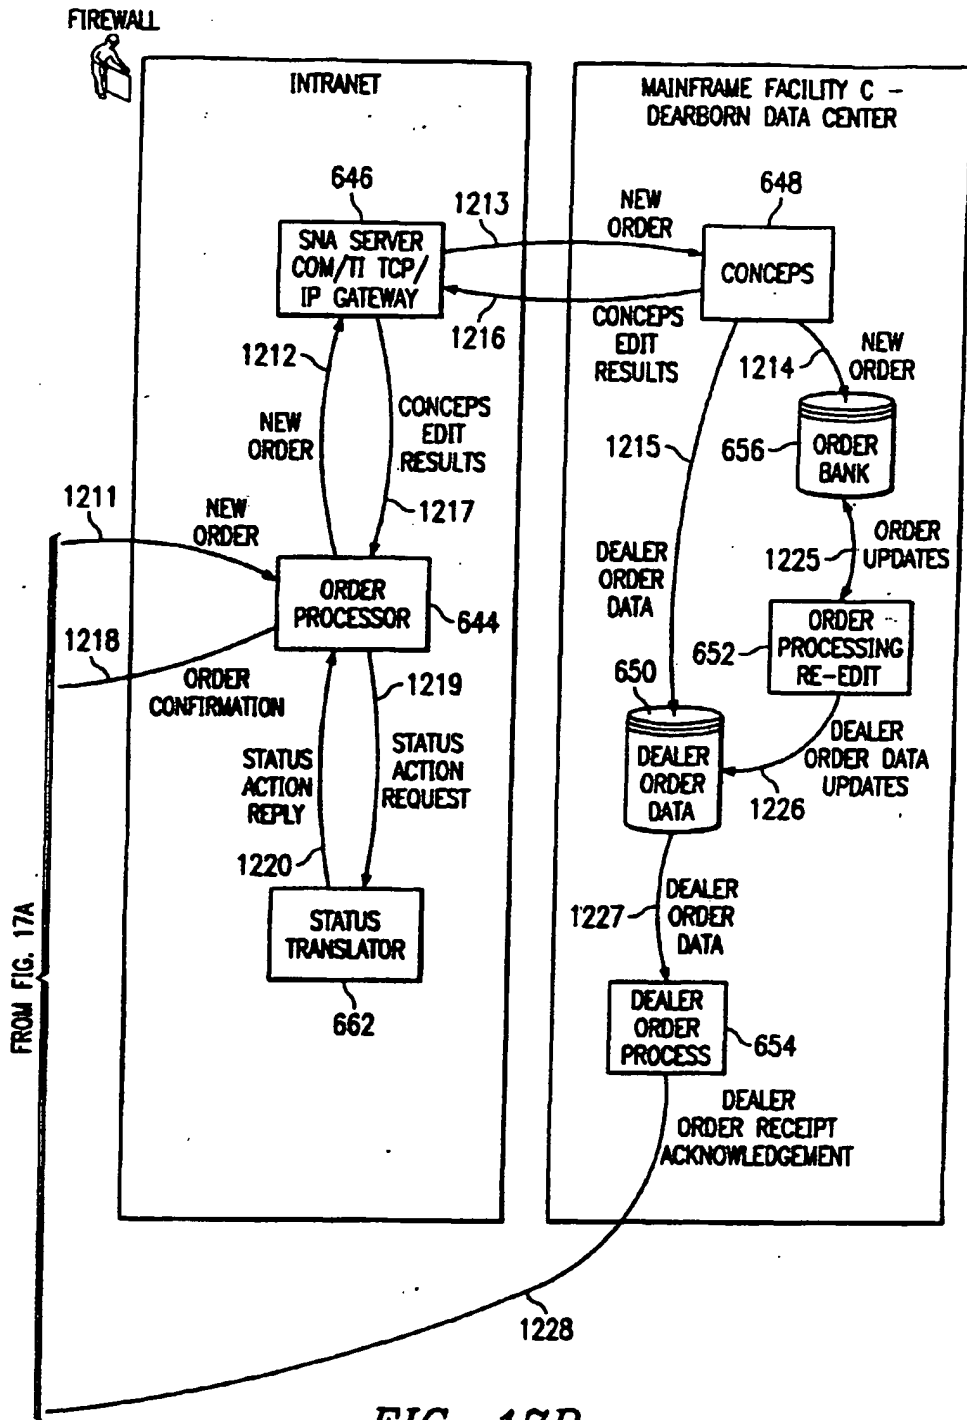 FIREWALL
INTRANET
MAINFRAME FACILITY C -
DEARBORN DATA CENTER
646
SNA SERVER
COM/TI TCP/
IP GATEWAY
1213
NEW
ORDER
648
CONCEPS
1216
CONCEPS
EDIT
RESULTS
1212
NEW
ORDER
CONCEPS
EDIT
RESULTS
1217
1214
NEW
ORDER
1215
656
ORDER
BANK
1211
NEW
ORDER
ORDER
PROCESSOR
644
1218
ORDER
CONFIRMATION
1219
DEALER
ORDER
DATA
1225
ORDER
UPDATES
652
ORDER
PROCESSING
RE-EDIT
650
DEALER
ORDER
DATA
DEALER
ORDER DATA
UPDATES
1226
STATUS
ACTION
REPLY
STATUS
ACTION
REQUEST
1220
STATUS
TRANSLATOR
662
1227
DEALER
ORDER
DATA
DEALER
ORDER
PROCESS
654
DEALER
ORDER RECEIPT
ACKNOWLEDGEMENT
FROM FIG. 17A
1228
FIG. 17B